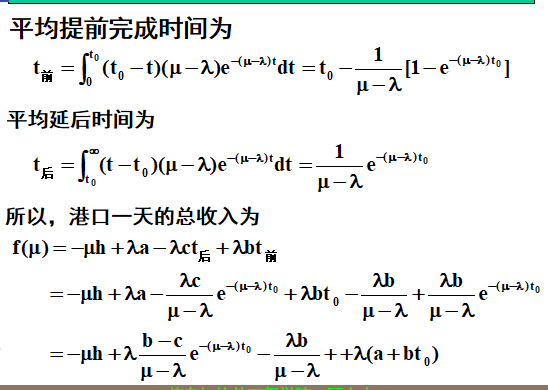 平均提前完成时间为
t前 = ∫₀^t₀ (t₀ − t)(μ − λ)e^−(μ−λ)t dt = t₀ − 1/(μ − λ) [1 − e^−(μ−λ)t₀]
平均延后时间为
t后 = ∫_t₀^∞ (t − t₀)(μ − λ)e^−(μ−λ)t dt = 1/(μ − λ) e^−(μ−λ)t₀
所以，港口一天的总收入为
f(μ) = −μh + λa − λct后 + λbt前
= −μh + λa − λc/(μ − λ) e^−(μ−λ)t₀ + λbt₀ − λb/(μ − λ) + λb/(μ − λ) e^−(μ−λ)t₀
= −μh + λ (b − c)/(μ − λ) e^−(μ−λ)t₀ − λb/(μ − λ) + +λ(a + bt₀)